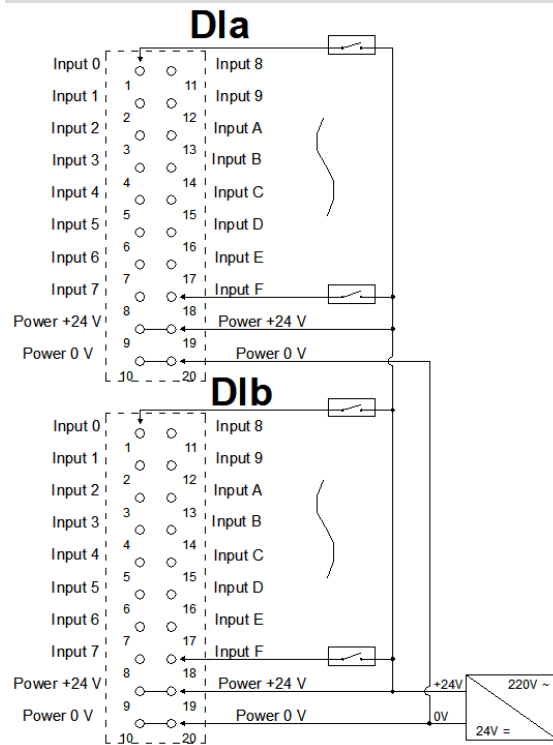 DIa
Input 0 Input 8
1 11
Input 1 Input 9
2 12
Input 2 Input A
3 13
Input 3 Input B
4 14
Input 4 Input C
5 15
Input 5 Input D
6 16
Input 6 Input E
7 17
Input 7 Input F
8 18
Power +24 V Power +24 V
9 19
Power 0 V Power 0 V
10 20
DIb
Input 0 Input 8
1 11
Input 1 Input 9
2 12
Input 2 Input A
3 13
Input 3 Input B
4 14
Input 4 Input C
5 15
Input 5 Input D
6 16
Input 6 Input E
7 17
Input 7 Input F
8 18
Power +24 V Power +24 V +24V 220V ~
9 19
Power 0 V Power 0 V 0V
24V =
10 20